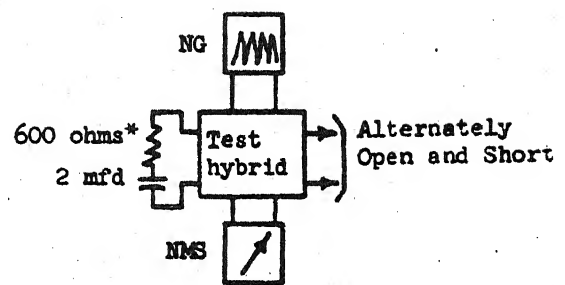 NG
600 ohms*
2 mfd
Test
hybrid
Alternately
Open and Short
NMS